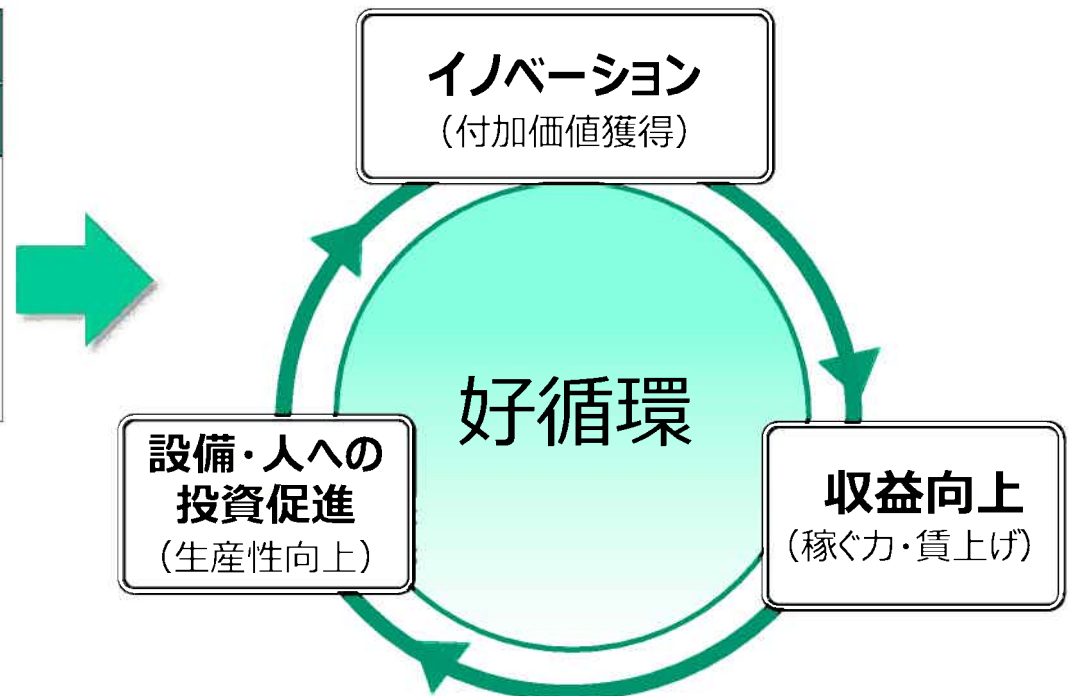 イノベーション
（付加価値獲得）
好循環
設備・人への
投資促進
（生産性向上）
収益向上
（稼ぐ力・賃上げ）